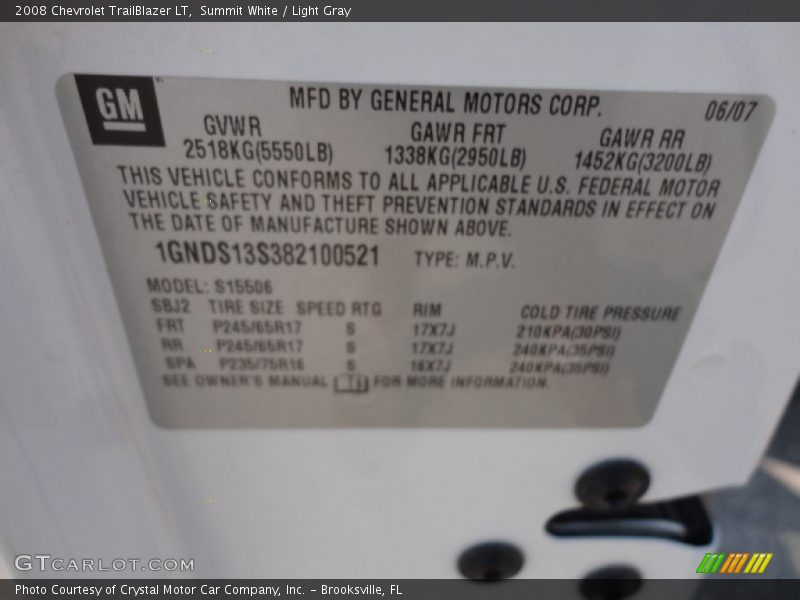 2008 Chevrolet TrailBlazer LT, Summit White / Light Gray
GM
MFD BY GENERAL MOTORS CORP. 06/07
GVWR GAWR FRT GAWR RR
2518KG(5550LB) 1338KG(2950LB) 1452KG(3200LB)
THIS VEHICLE CONFORMS TO ALL APPLICABLE U.S. FEDERAL MOTOR
VEHICLE SAFETY AND THEFT PREVENTION STANDARDS IN EFFECT ON
THE DATE OF MANUFACTURE SHOWN ABOVE.
1GNDS13S382100521 TYPE: M.P.V.
MODEL: S15506
SBJ2 TIRE SIZE SPEED RTG RIM COLD TIRE PRESSURE
FRT P245/65R17 S 17X7J 210KPA(30PSI)
RR P245/65R17 S 17X7J 240KPA(35PSI)
SPA P235/75R16 S 16X7J 240KPA(35PSI)
SEE OWNER'S MANUAL FOR MORE INFORMATION.
GTCARLOT.COM
Photo Courtesy of Crystal Motor Car Company, Inc. – Brooksville, FL